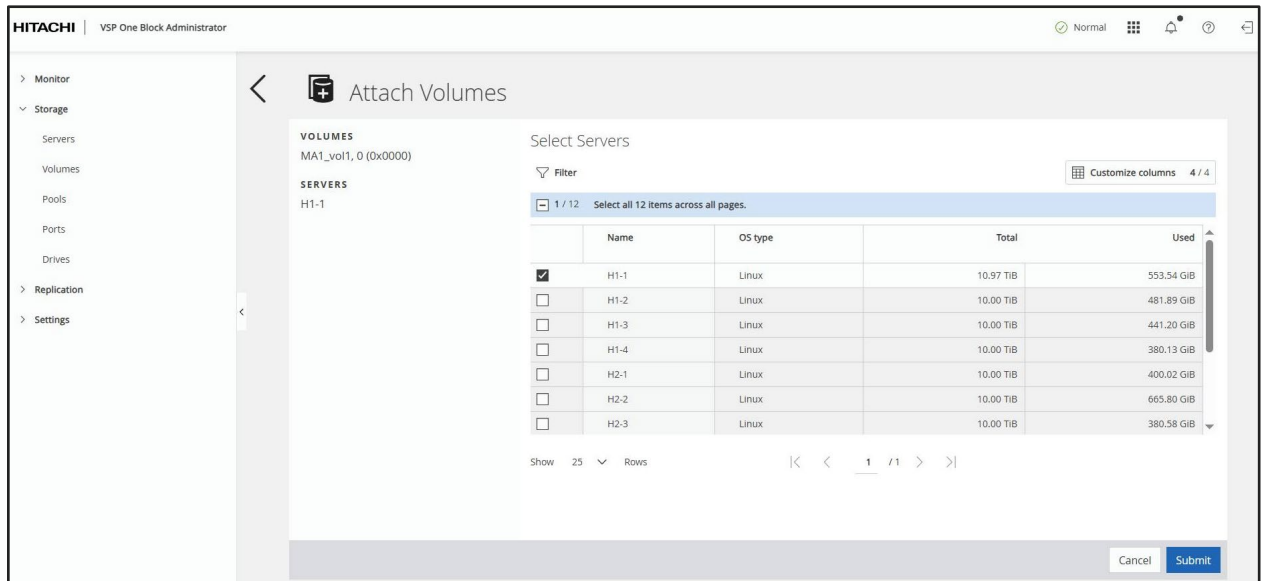 HITACHI VSP One Block Administrator
Normal
Monitor
Storage
Servers
Volumes
Pools
Ports
Drives
Replication
Settings
Attach Volumes
VOLUMES
MA1_vol1, 0 (0x0000)
SERVERS
H1-1
Select Servers
Filter
Customize columns 4 / 4
1 / 12 Select all 12 items across all pages.
Name OS type Total Used
H1-1 Linux 10.97 TiB 553.54 GiB
H1-2 Linux 10.00 TiB 481.89 GiB
H1-3 Linux 10.00 TiB 441.20 GiB
H1-4 Linux 10.00 TiB 380.13 GiB
H2-1 Linux 10.00 TiB 400.02 GiB
H2-2 Linux 10.00 TiB 665.80 GiB
H2-3 Linux 10.00 TiB 380.58 GiB
Show 25 Rows 1 / 1
Cancel Submit